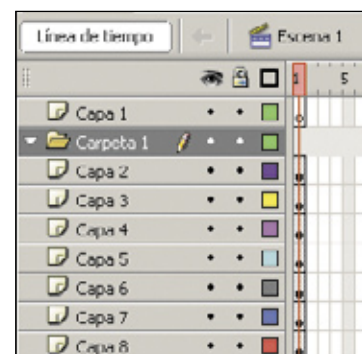 Línea de tiempo
Escena 1
1 5
Capa 1
Carpeta 1
Capa 2
Capa 3
Capa 4
Capa 5
Capa 6
Capa 7
Capa 8